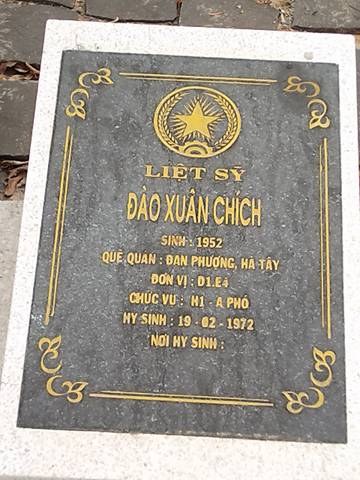 LIỆT SỸ
ĐÀO XUÂN CHÍCH
SINH : 1952
QUÊ QUÁN : ĐAN PHƯỢNG, HÀ TÂY
ĐƠN VỊ : D1.E4
CHỨC VỤ : H1 - A PHÓ
HY SINH : 19 - 02 - 1972
NƠI HY SINH :